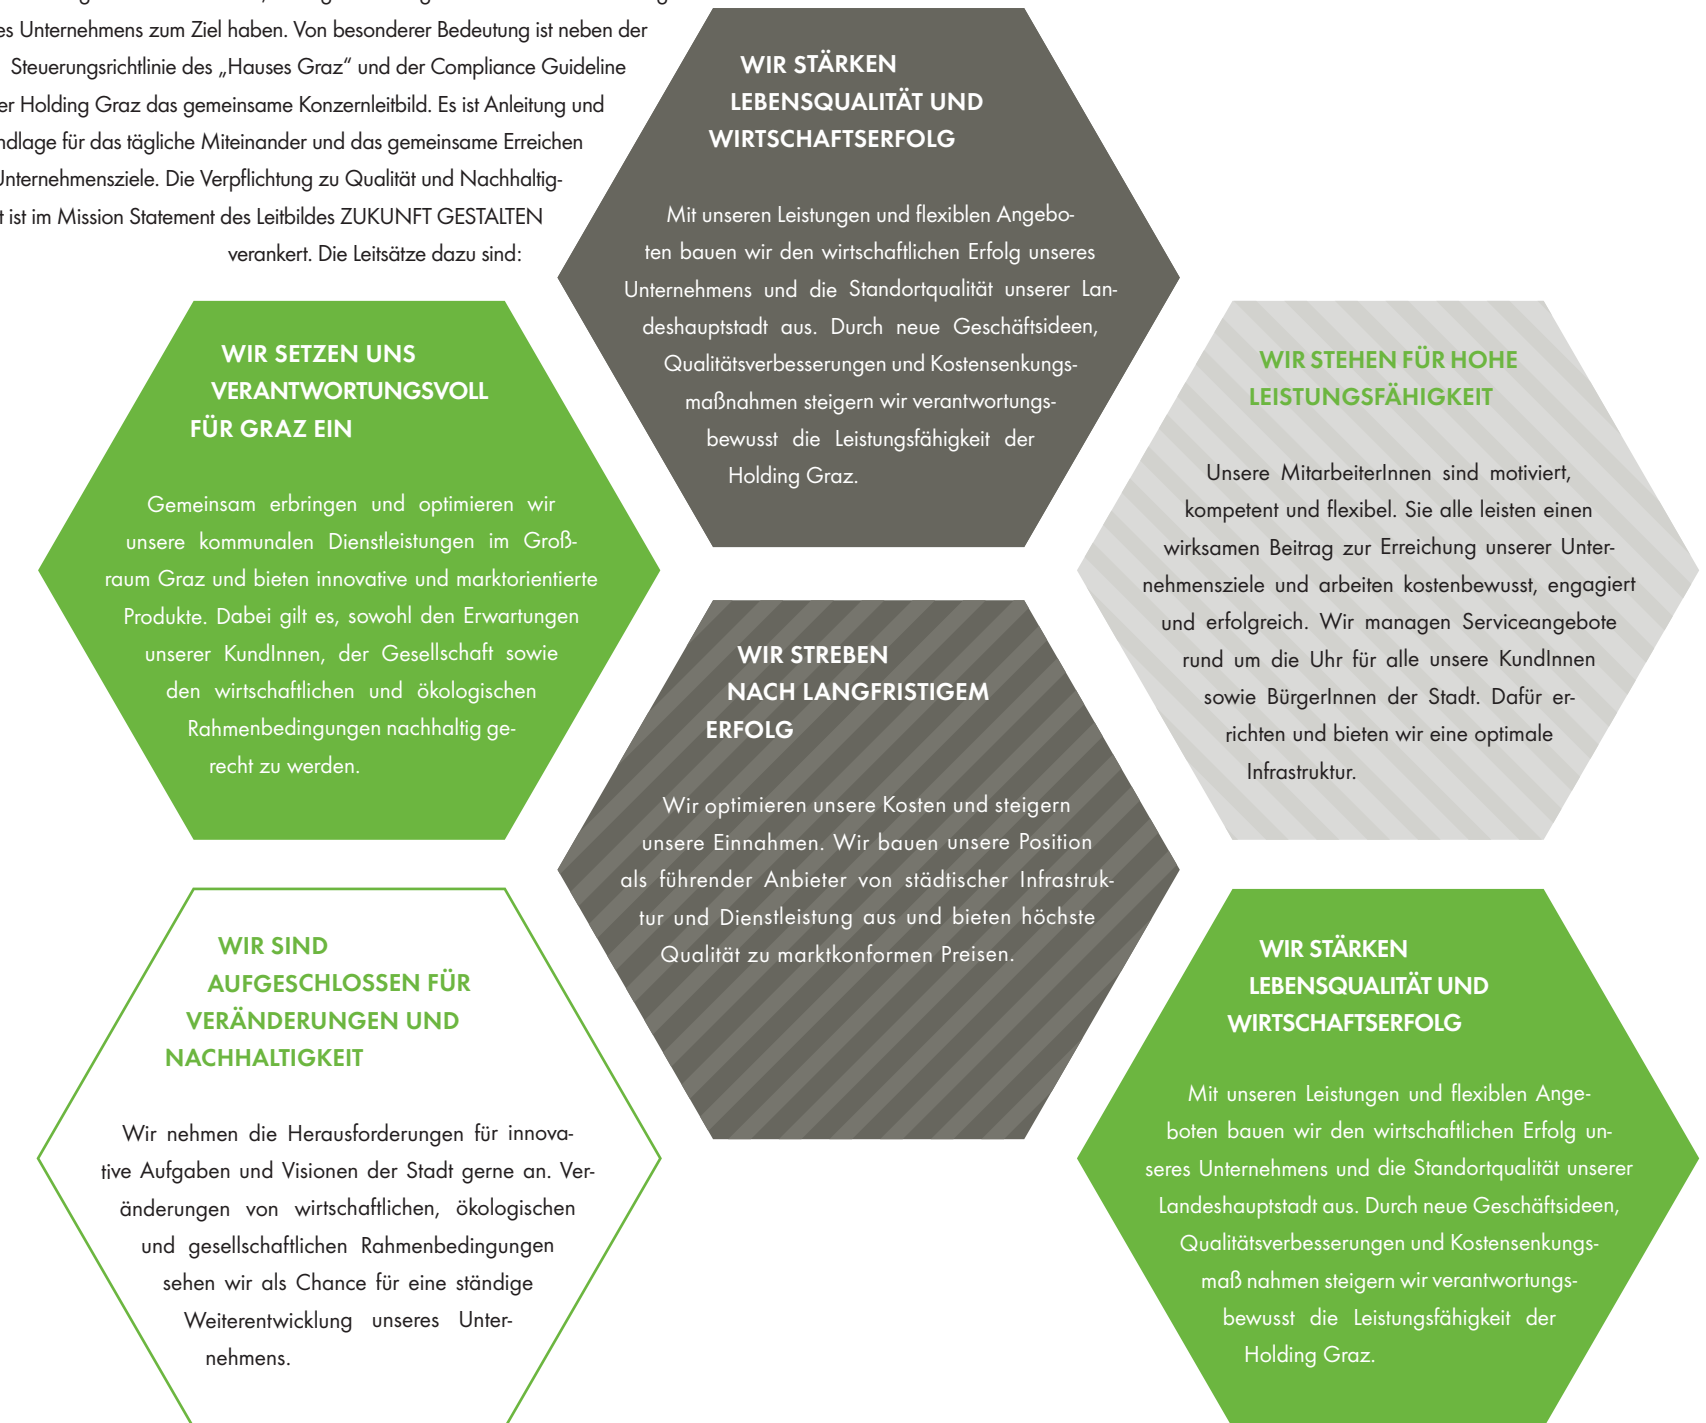 es Unternehmens zum Ziel haben. Von besonderer Bedeutung ist neben der
Steuerungsrichtlinie des „Hauses Graz“ und der Compliance Guideline
er Holding Graz das gemeinsame Konzernleitbild. Es ist Anleitung und
ndlage für das tägliche Miteinander und das gemeinsame Erreichen
Unternehmensziele. Die Verpflichtung zu Qualität und Nachhaltig-
t ist im Mission Statement des Leitbildes ZUKUNFT GESTALTEN
verankert. Die Leitsätze dazu sind:
WIR STÄRKEN
LEBENSQUALITÄT UND
WIRTSCHAFTSERFOLG
Mit unseren Leistungen und flexiblen Angebo-
ten bauen wir den wirtschaftlichen Erfolg unseres
Unternehmens und die Standortqualität unserer Lan-
deshauptstadt aus. Durch neue Geschäftsideen,
Qualitätsverbesserungen und Kostensenkungs-
maßnahmen steigern wir verantwortungs-
bewusst die Leistungsfähigkeit der
Holding Graz.
WIR SETZEN UNS
VERANTWORTUNGSVOLL
FÜR GRAZ EIN
Gemeinsam erbringen und optimieren wir
unsere kommunalen Dienstleistungen im Groß-
raum Graz und bieten innovative und marktorientierte
Produkte. Dabei gilt es, sowohl den Erwartungen
unserer KundInnen, der Gesellschaft sowie
den wirtschaftlichen und ökologischen
Rahmenbedingungen nachhaltig ge-
recht zu werden.
WIR STEHEN FÜR HOHE
LEISTUNGSFÄHIGKEIT
Unsere MitarbeiterInnen sind motiviert,
kompetent und flexibel. Sie alle leisten einen
wirksamen Beitrag zur Erreichung unserer Unter-
nehmensziele und arbeiten kostenbewusst, engagiert
und erfolgreich. Wir managen Serviceangebote
rund um die Uhr für alle unsere KundInnen
sowie BürgerInnen der Stadt. Dafür er-
richten und bieten wir eine optimale
Infrastruktur.
WIR STREBEN
NACH LANGFRISTIGEM
ERFOLG
Wir optimieren unsere Kosten und steigern
unsere Einnahmen. Wir bauen unsere Position
als führender Anbieter von städtischer Infrastruk-
tur und Dienstleistung aus und bieten höchste
Qualität zu marktkonformen Preisen.
WIR SIND
AUFGESCHLOSSEN FÜR
VERÄNDERUNGEN UND
NACHHALTIGKEIT
Wir nehmen die Herausforderungen für innova-
tive Aufgaben und Visionen der Stadt gerne an. Ver-
änderungen von wirtschaftlichen, ökologischen
und gesellschaftlichen Rahmenbedingungen
sehen wir als Chance für eine ständige
Weiterentwicklung unseres Unter-
nehmens.
WIR STÄRKEN
LEBENSQUALITÄT UND
WIRTSCHAFTSERFOLG
Mit unseren Leistungen und flexiblen Ange-
boten bauen wir den wirtschaftlichen Erfolg un-
seres Unternehmens und die Standortqualität unserer
Landeshauptstadt aus. Durch neue Geschäftsideen,
Qualitätsverbesserungen und Kostensenkungs-
maß nahmen steigern wir verantwortungs-
bewusst die Leistungsfähigkeit der
Holding Graz.